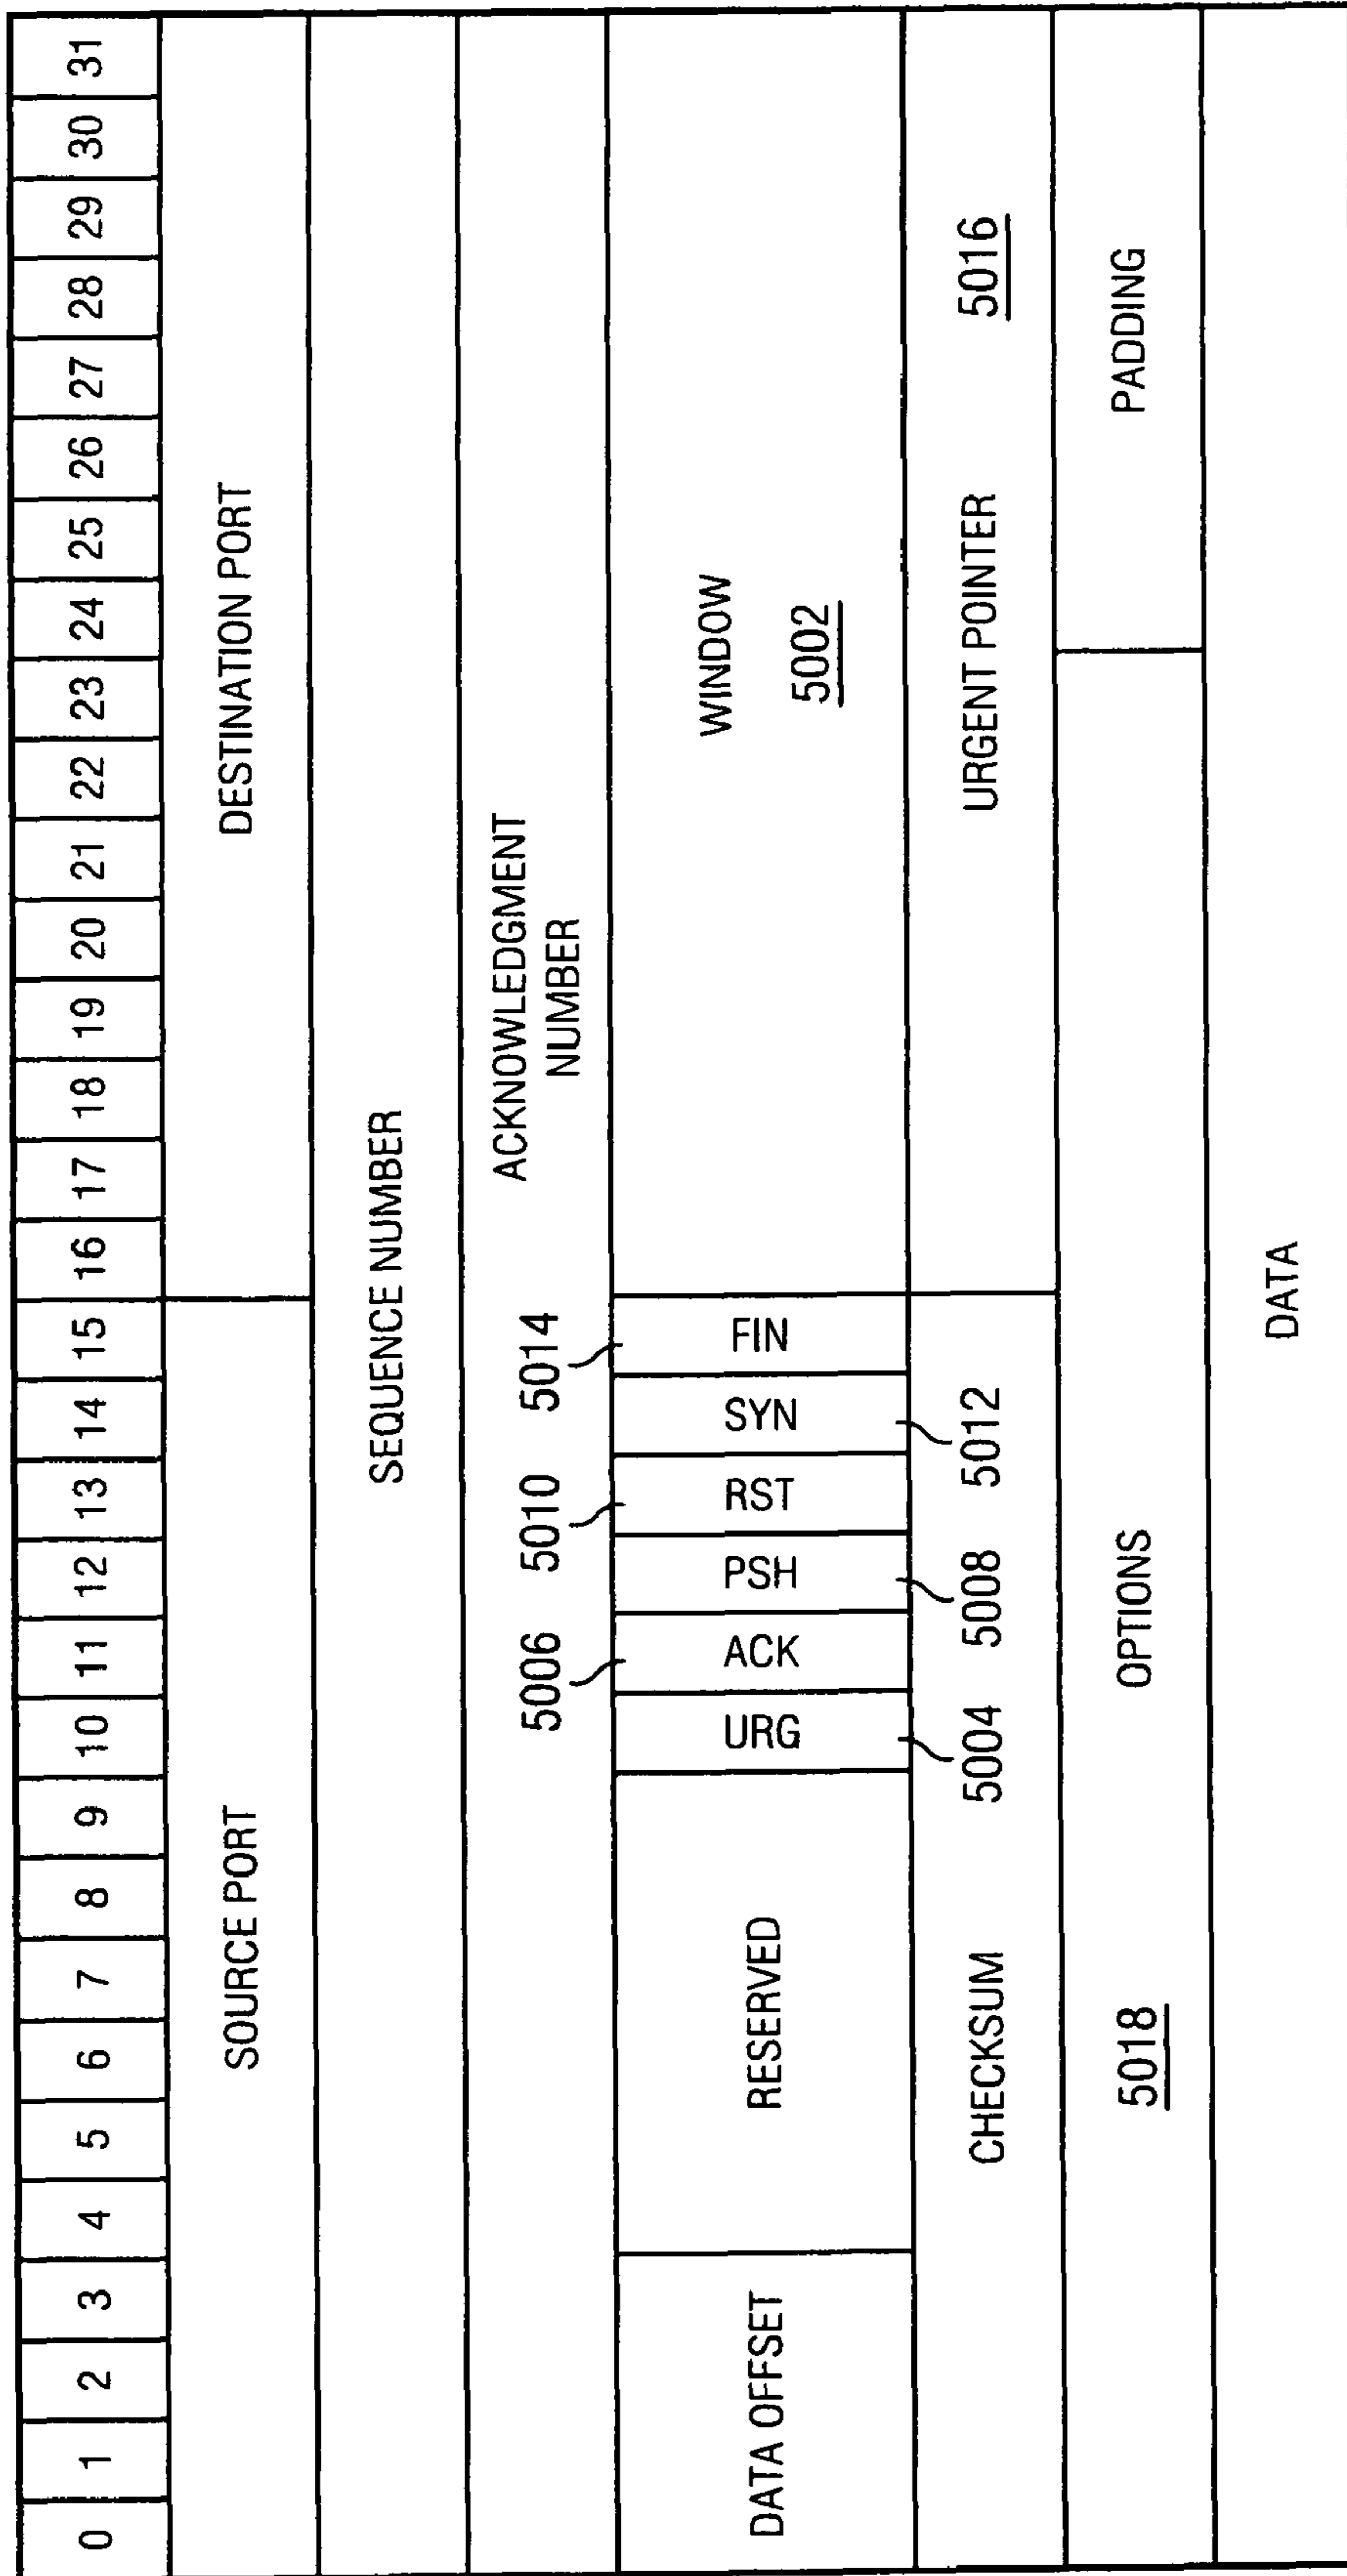 0 1 2 3 4 5 6 7 8 9 10 11 12 13 14 15 16 17 18 19 20 21 22 23 24 25 26 27 28 29 30 31
SOURCE PORT DESTINATION PORT
SEQUENCE NUMBER
ACKNOWLEDGMENT
NUMBER
5006 5010 5014
DATA OFFSET RESERVED URG ACK PSH RST SYN FIN WINDOW
5002
5004 5008 5012
CHECKSUM URGENT POINTER 5016
5018 OPTIONS PADDING
DATA